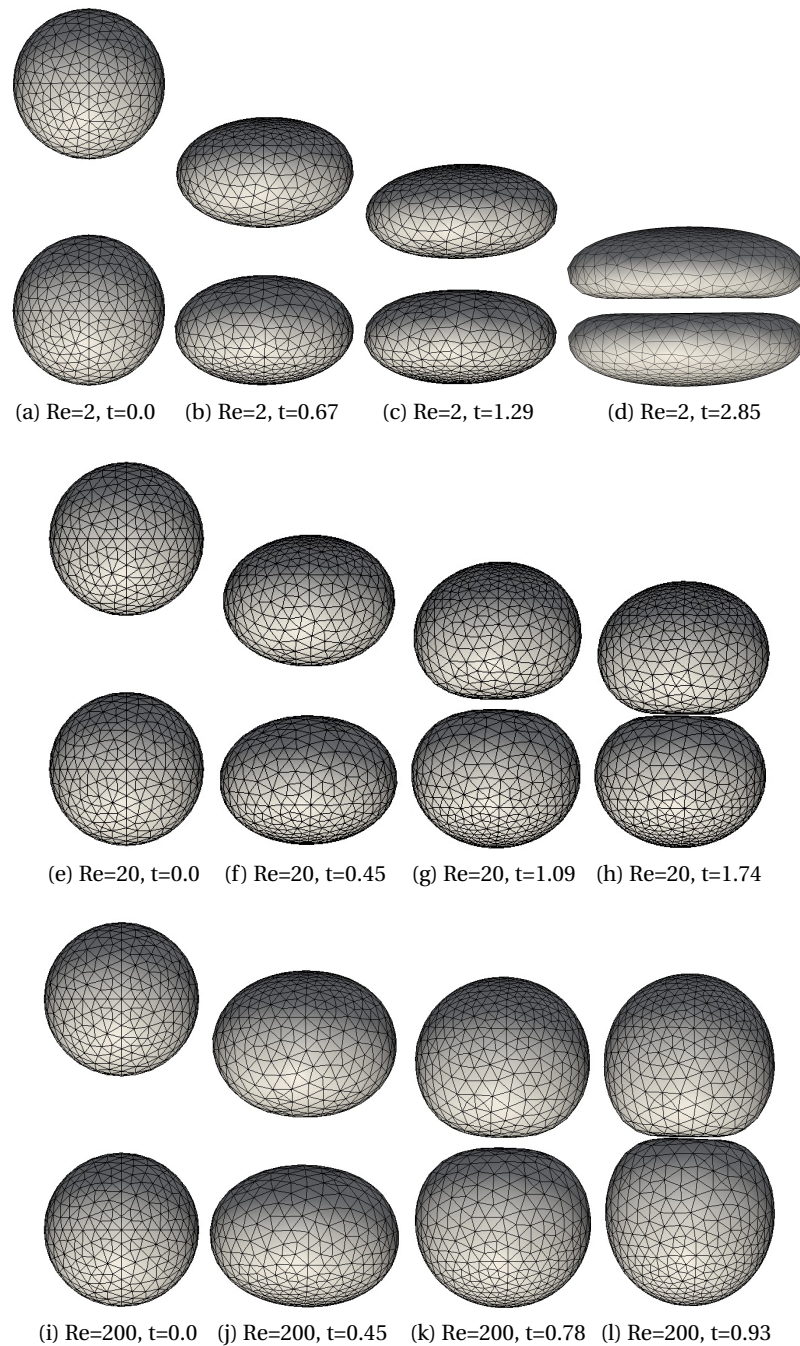 (a) Re=2, t=0.0 (b) Re=2, t=0.67 (c) Re=2, t=1.29 (d) Re=2, t=2.85
(e) Re=20, t=0.0 (f) Re=20, t=0.45 (g) Re=20, t=1.09 (h) Re=20, t=1.74
(i) Re=200, t=0.0 (j) Re=200, t=0.45 (k) Re=200, t=0.78 (l) Re=200, t=0.93